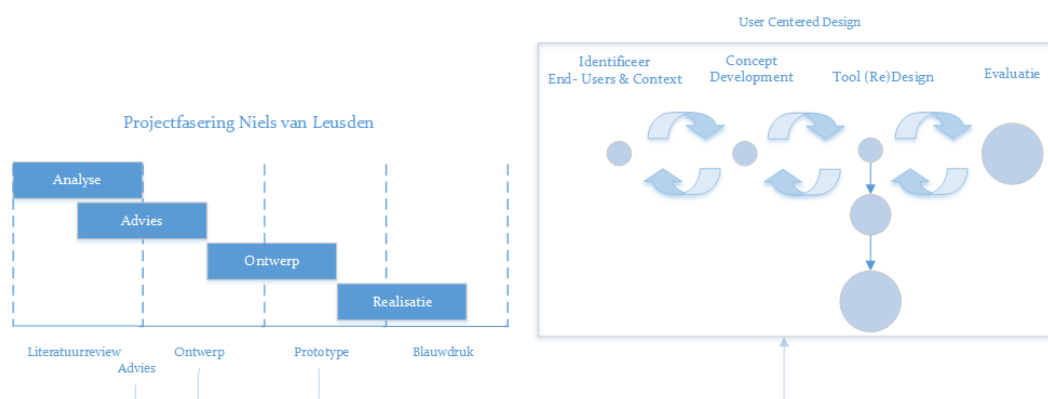 Projectfasering Niels van Leusden
Analyse
Advies
Ontwerp
Realisatie
Literatuurreview
Ontwerp
Prototype
Blauwdruk
Advies
User Centered Design
Identificeer
End- Users & Context
Concept
Development
Tool (Re)Design
Evaluatie